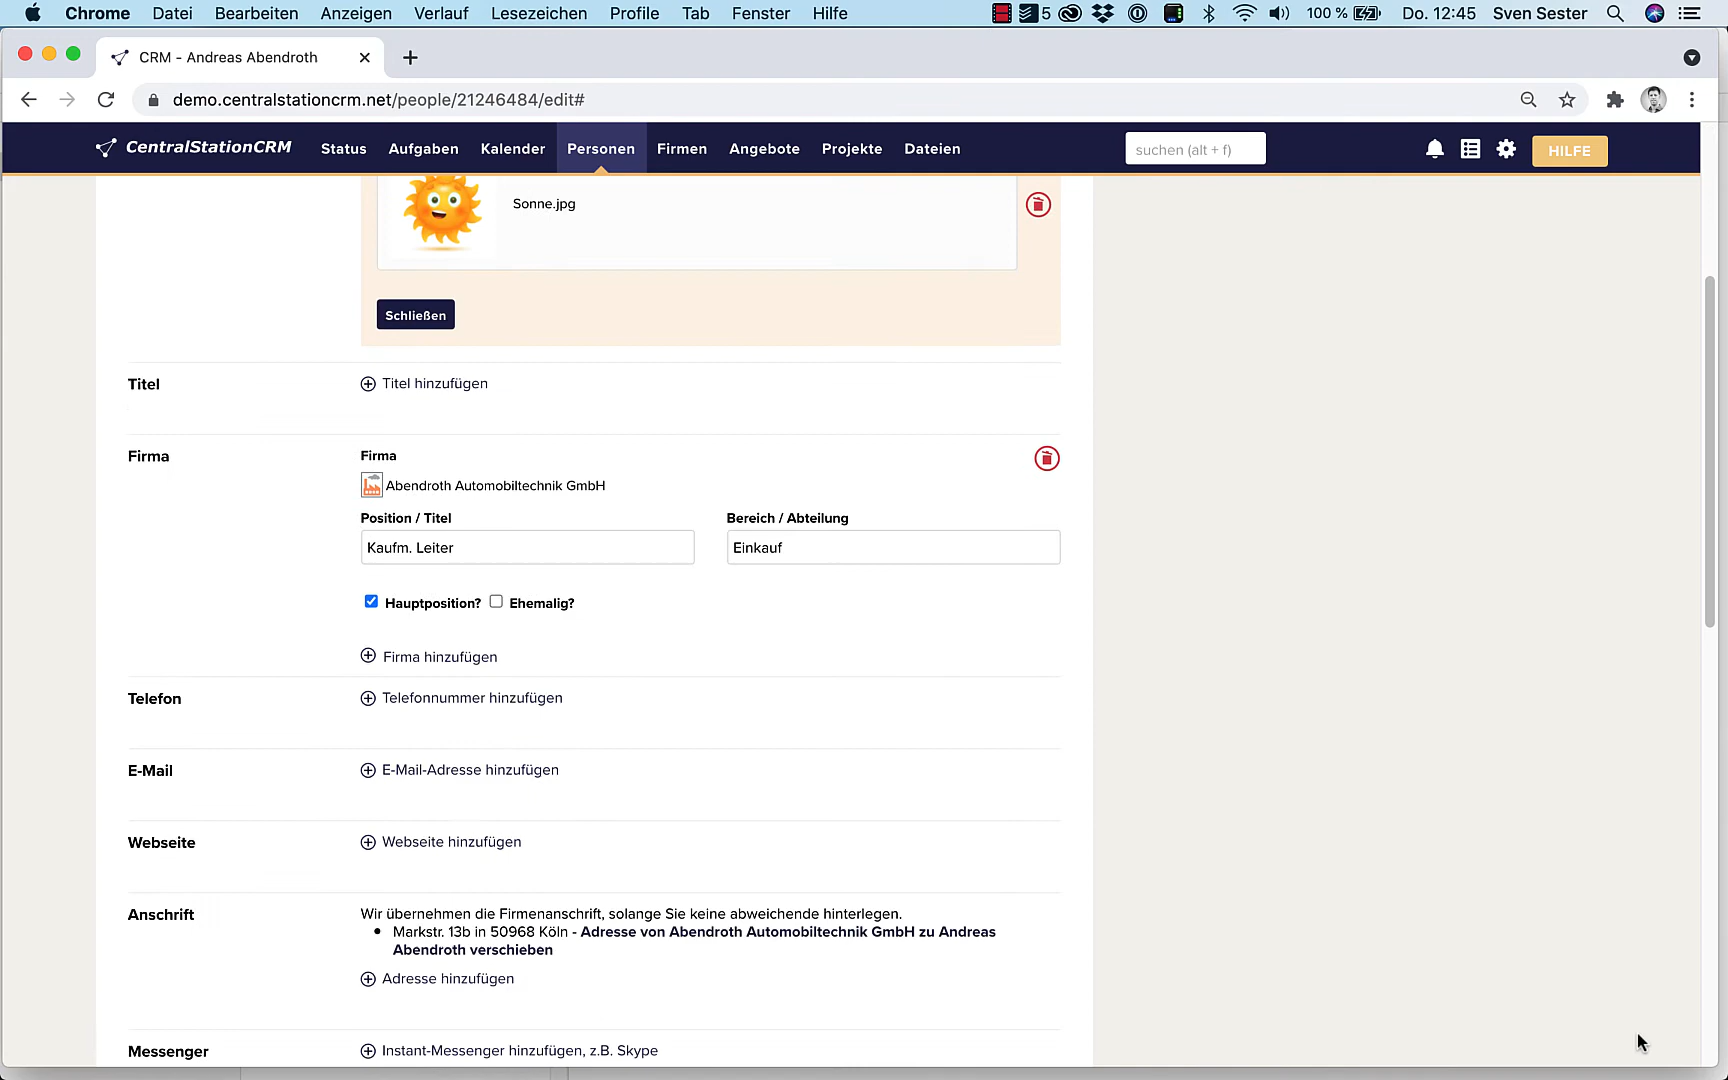 Chrome Datei Bearbeiten Anzeigen Verlauf Lesezeichen Profile Tab Fenster Hilfe 5 100 % Do. 12:45 Sven Sester
CRM - Andreas Abendroth
demo.centralstationcrm.net/people/21246484/edit#
CentralStationCRM Status Aufgaben Kalender Personen Firmen Angebote Projekte Dateien suchen (alt + f) HILFE
Sonne.jpg
Schließen
Titel Titel hinzufügen
Firma Firma
Abendroth Automobiltechnik GmbH
Position / Titel Bereich / Abteilung
Kaufm. Leiter Einkauf
Hauptposition? Ehemalig?
Firma hinzufügen
Telefon Telefonnummer hinzufügen
E-Mail E-Mail-Adresse hinzufügen
Webseite Webseite hinzufügen
Anschrift Wir übernehmen die Firmenanschrift, solange Sie keine abweichende hinterlegen.
• Markstr. 13b in 50968 Köln - Adresse von Abendroth Automobiltechnik GmbH zu Andreas
Abendroth verschieben
Adresse hinzufügen
Messenger Instant-Messenger hinzufügen, z.B. Skype